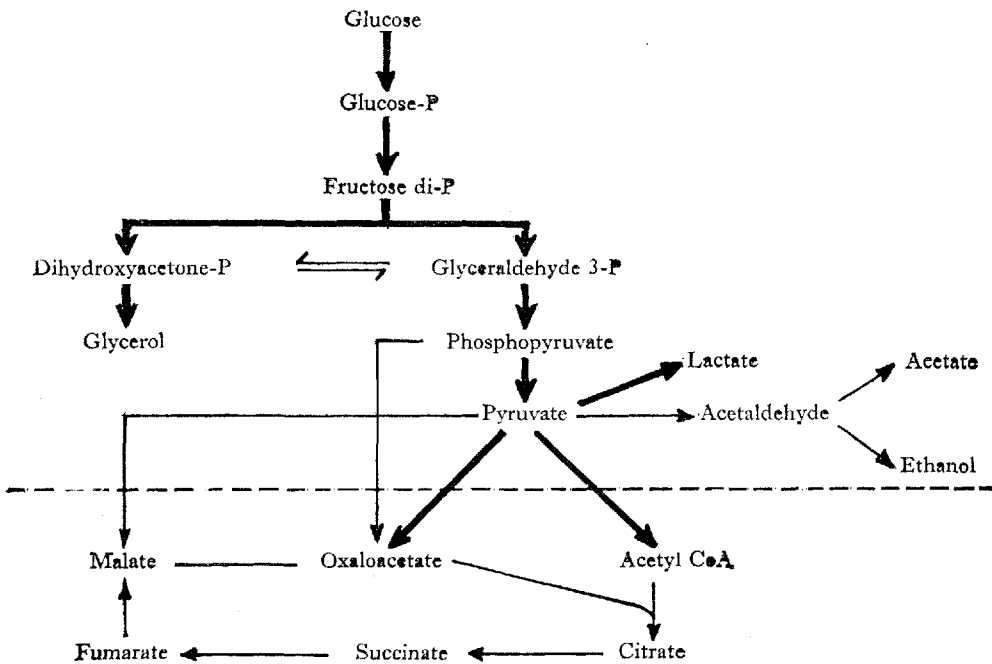 Glucose
Glucose-P
Fructose di-P
Dihydroxyacetone-P Glyceraldehyde 3-P
Glycerol Phosphopyruvate
Lactate Acetate
Pyruvate Acetaldehyde
Ethanol
Malate Oxaloacetate Acetyl CoA
Fumarate Succinate Citrate